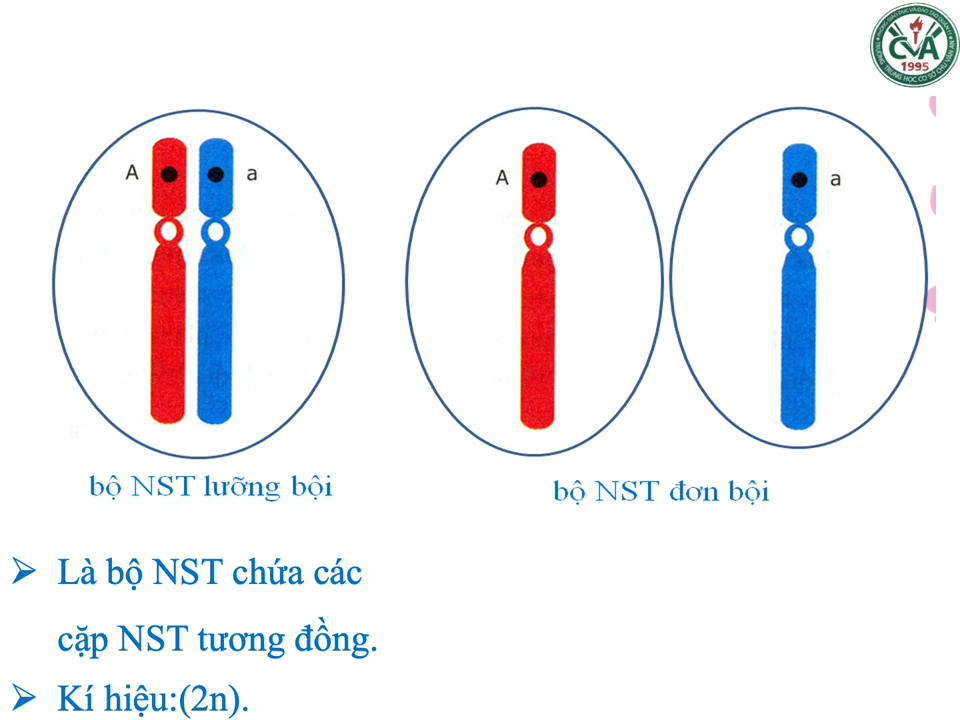 CVA
1995
A
a
A
a
bộ NST lưỡng bội
bộ NST đơn bội
Là bộ NST chứa các
cặp NST tương đồng.
Kí hiệu:(2n).